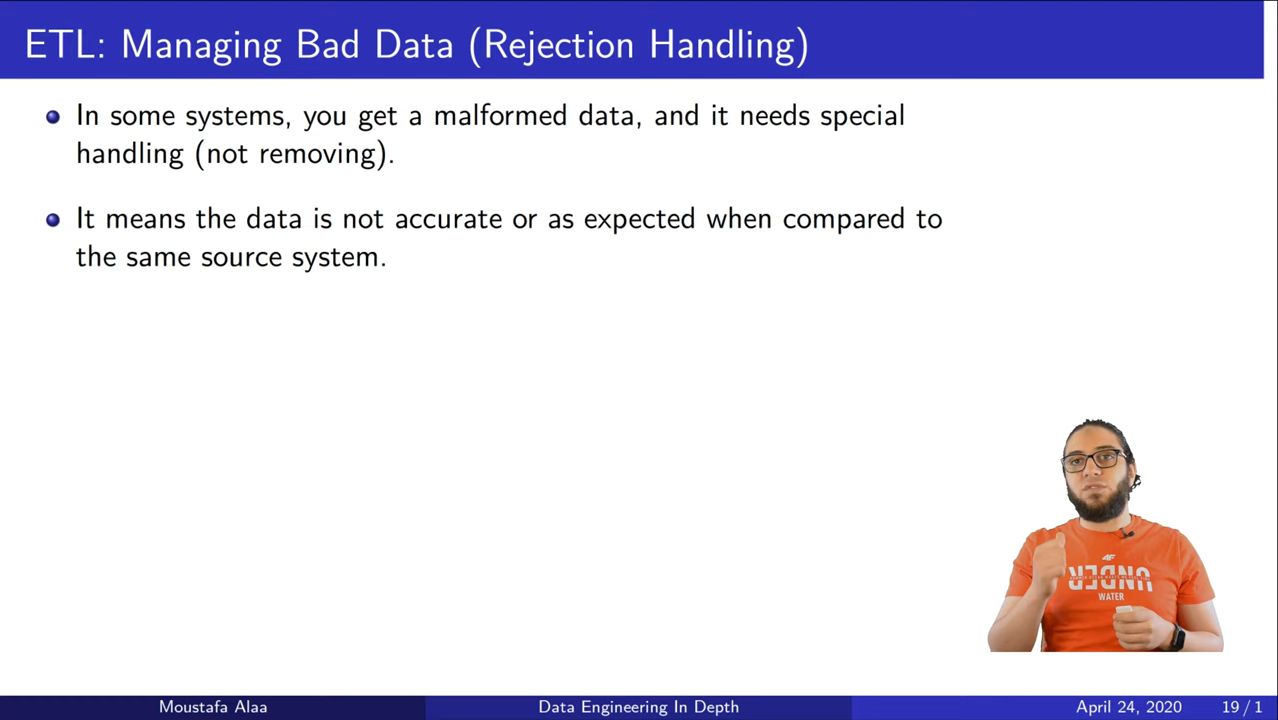 ETL: Managing Bad Data (Rejection Handling)
In some systems, you get a malformed data, and it needs special
handling (not removing).
It means the data is not accurate or as expected when compared to
the same source system.
4F
UNDER
WATER
Moustafa Alaa
Data Engineering In Depth
April 24, 2020
19 / 1